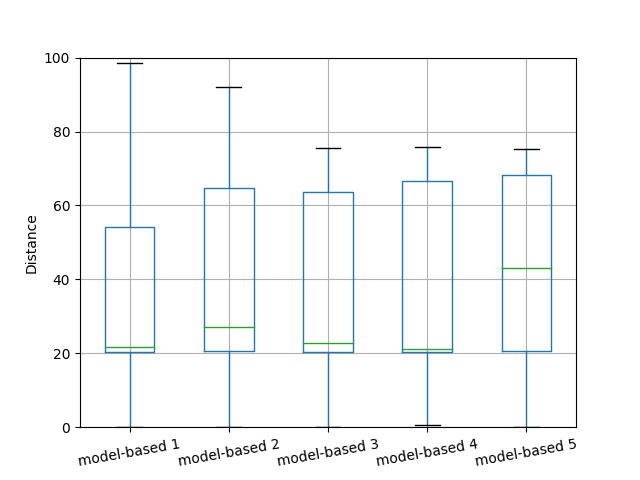 100
80
60
40
20
0
Distance
model-based 1
model-based 2
model-based 3
model-based 4
model-based 5